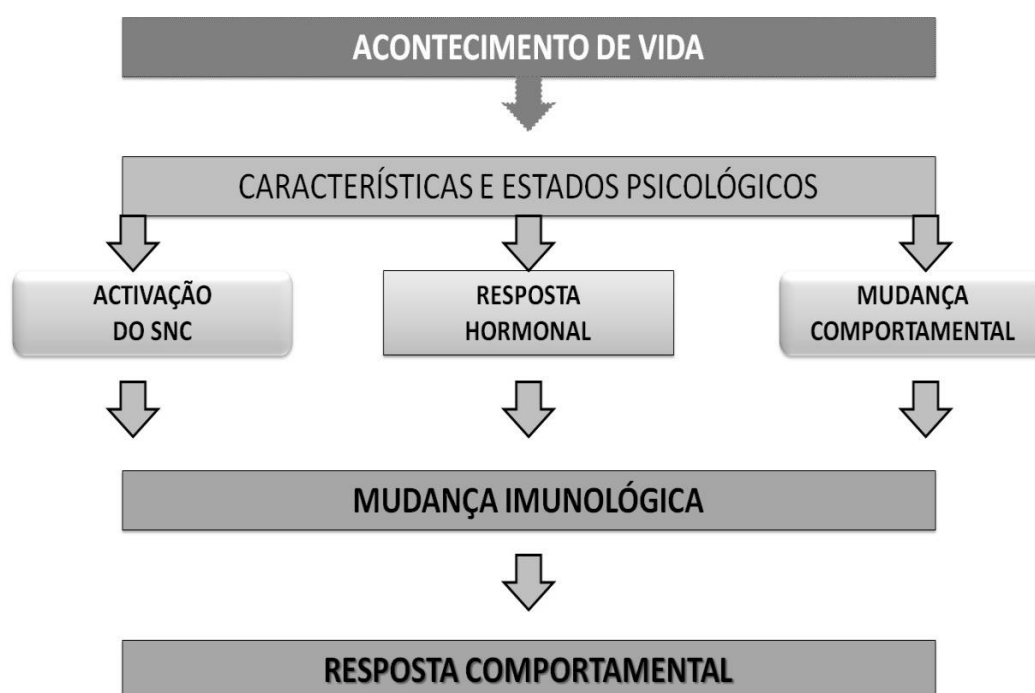 ACONTECIMENTO DE VIDA
CARACTERÍSTICAS E ESTADOS PSICOLÓGICOS
ACTIVAÇÃO
DO SNC
RESPOSTA
HORMONAL
MUDANÇA
COMPORTAMENTAL
MUDANÇA IMUNOLÓGICA
RESPOSTA COMPORTAMENTAL